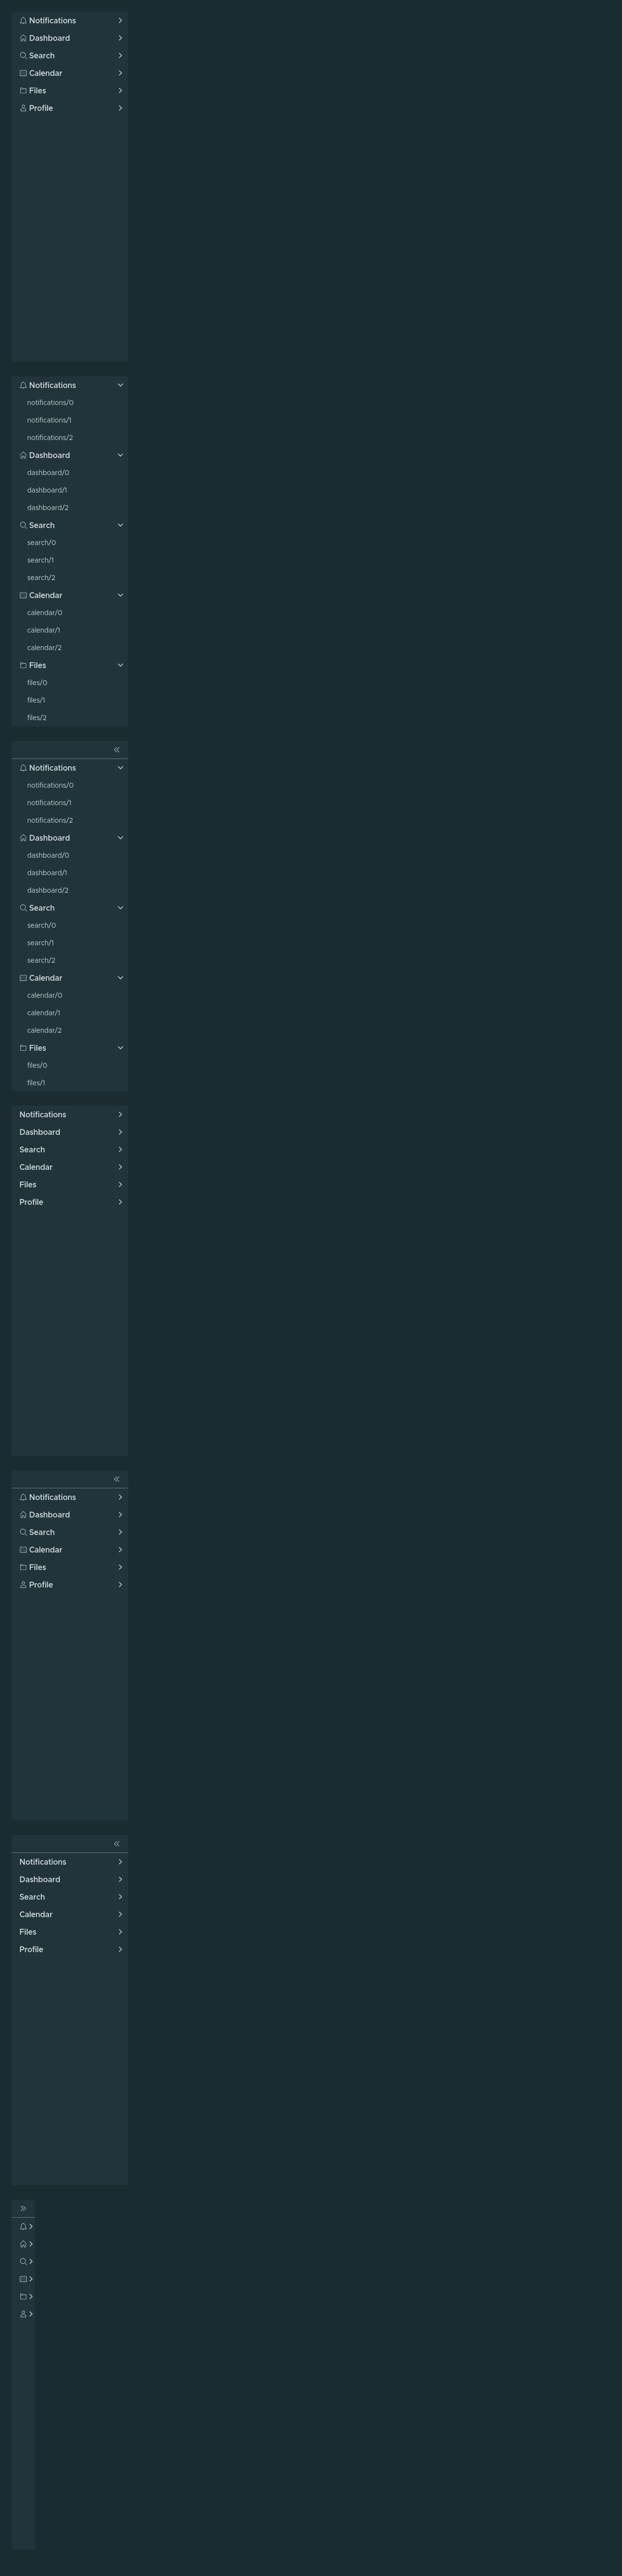 Notifications
Dashboard
Search
Calendar
Files
Profile
Notifications
notifications/0
notifications/1
notifications/2
Dashboard
dashboard/0
dashboard/1
dashboard/2
Search
search/0
search/1
search/2
Calendar
calendar/0
calendar/1
calendar/2
Files
files/0
files/1
files/2
Notifications
notifications/0
notifications/1
notifications/2
Dashboard
dashboard/0
dashboard/1
dashboard/2
Search
search/0
search/1
search/2
Calendar
calendar/0
calendar/1
calendar/2
Files
files/0
files/1
Notifications
Dashboard
Search
Calendar
Files
Profile
Notifications
Dashboard
Search
Calendar
Files
Profile
Notifications
Dashboard
Search
Calendar
Files
Profile